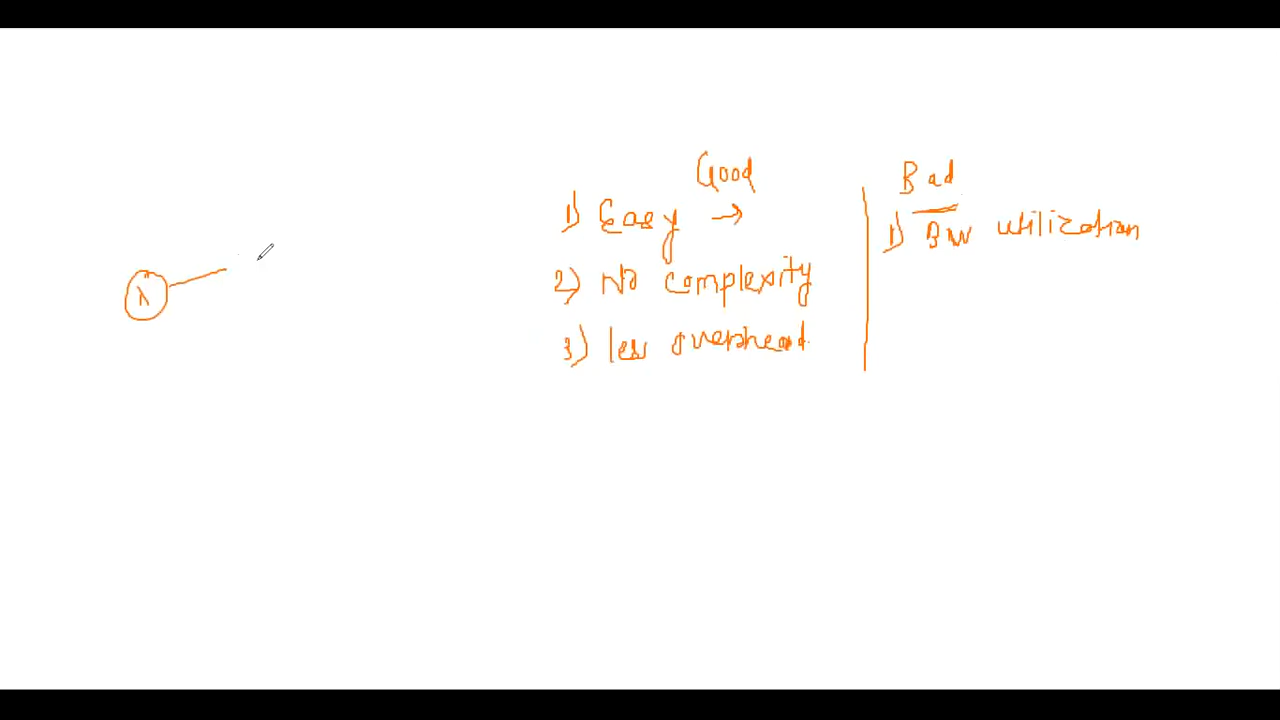 Good
1) Easy →
2) No complexity
3) less overhead
Bad
1) BW utilization
λ